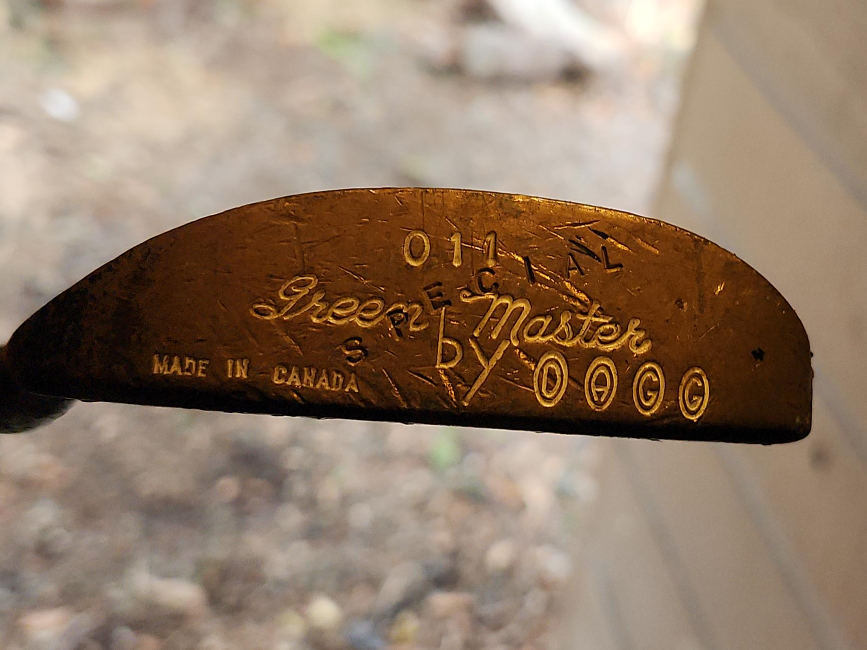 011
SPECIAL
Green Master
by DAGG
MADE IN CANADA